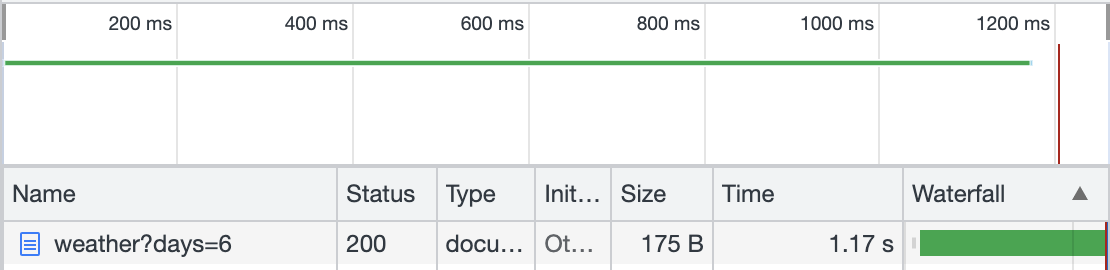 200 ms 400 ms 600 ms 800 ms 1000 ms 1200 ms
Name Status Type Init... Size Time Waterfall ▲
weather?days=6 200 docu... Ot... 175 B 1.17 s